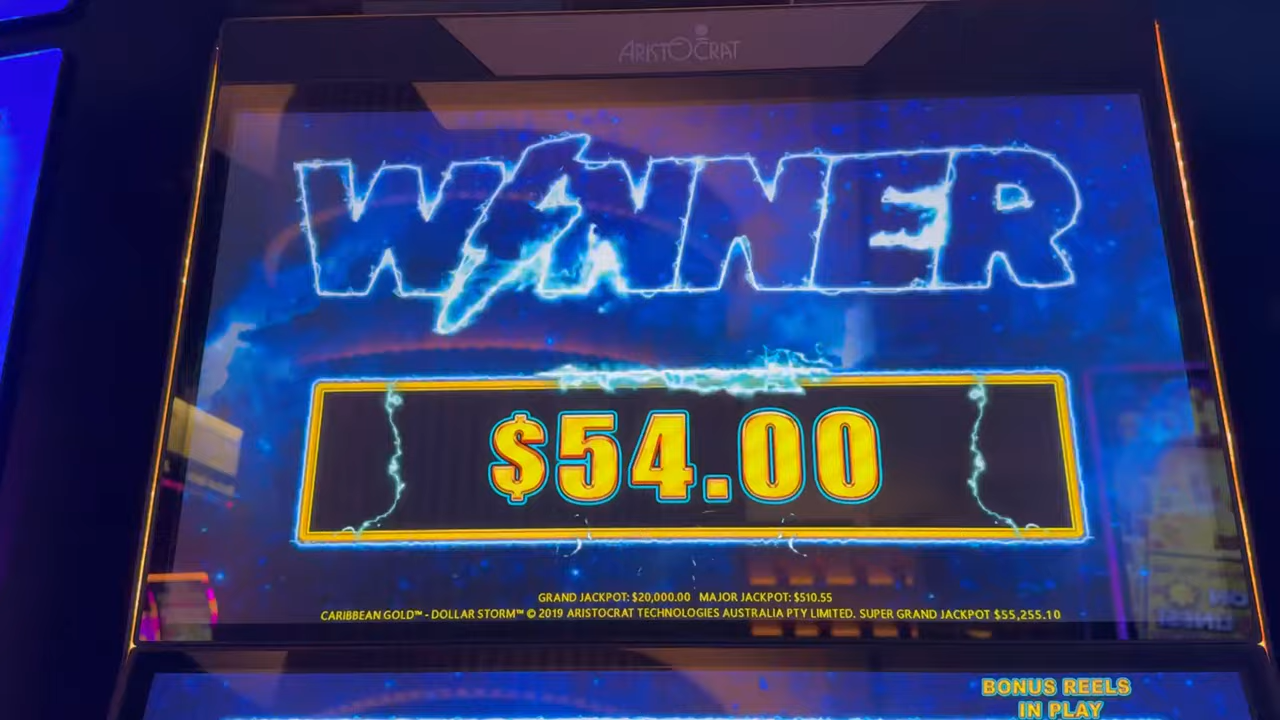 ARISTOCRAT
WINNER
$54.00
GRAND JACKPOT: $20,000.00 MAJOR JACKPOT: $510.55
CARIBBEAN GOLD™ - DOLLAR STORM™ © 2019 ARISTOCRAT TECHNOLOGIES AUSTRALIA PTY LIMITED. SUPER GRAND JACKPOT $55,255.10
BONUS REELS
IN PLAY